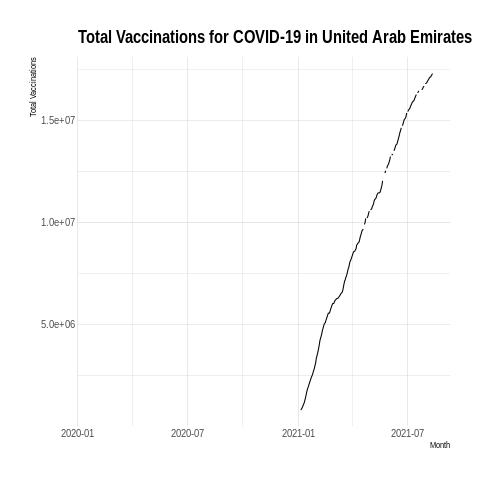 Total Vaccinations for COVID-19 in United Arab Emirates
Total Vaccinations
1.5e+07
1.0e+07
5.0e+06
2020-01
2020-07
2021-01
2021-07
Month